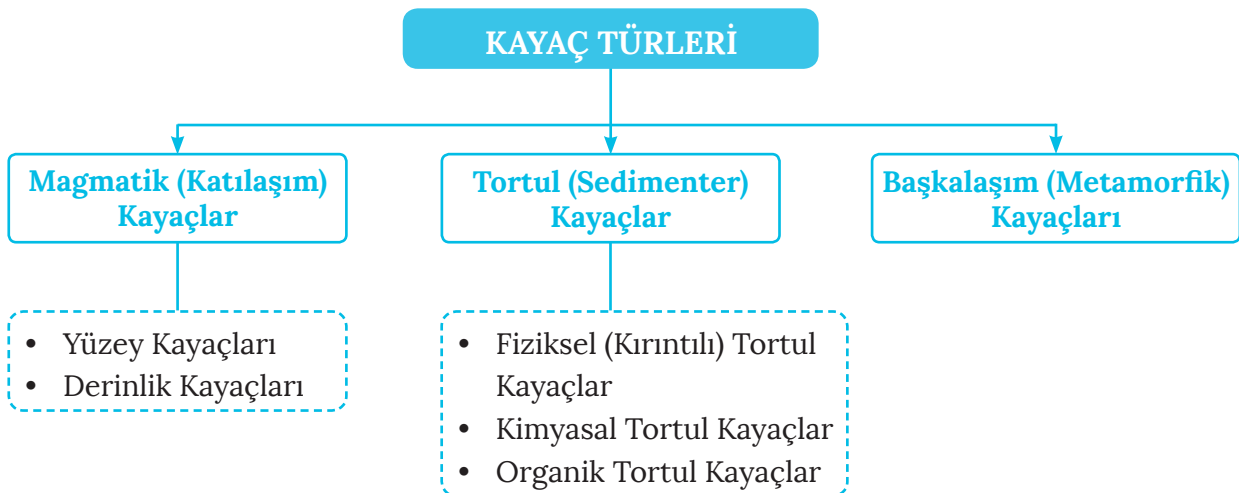 KAYAÇ TÜRLERİ
Magmatik (Katılaşım)
Kayaçlar
Tortul (Sedimenter)
Kayaçlar
Başkalaşım (Metamorfik)
Kayaçları
• Yüzey Kayaçları
• Derinlik Kayaçları
• Fiziksel (Kırıntılı) Tortul
Kayaçlar
• Kimyasal Tortul Kayaçlar
• Organik Tortul Kayaçlar